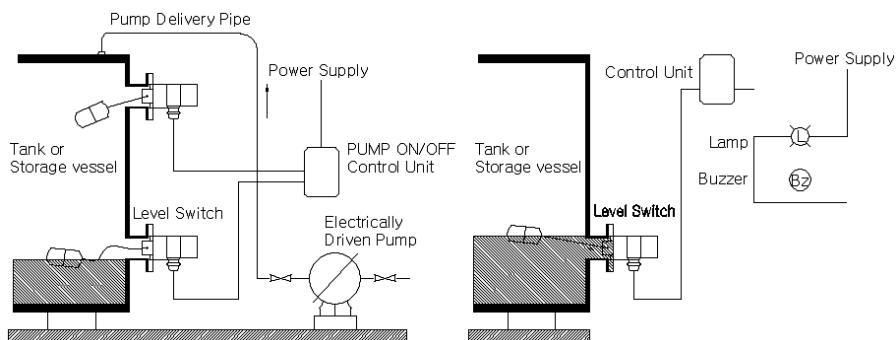 Pump Delivery Pipe
Power Supply
Tank or
Storage vessel
PUMP ON/OFF
Control Unit
Level Switch
Electrically
Driven Pump
Control Unit
Power Supply
Tank or
Storage vessel
Lamp
L
Buzzer
Bz
Level Switch